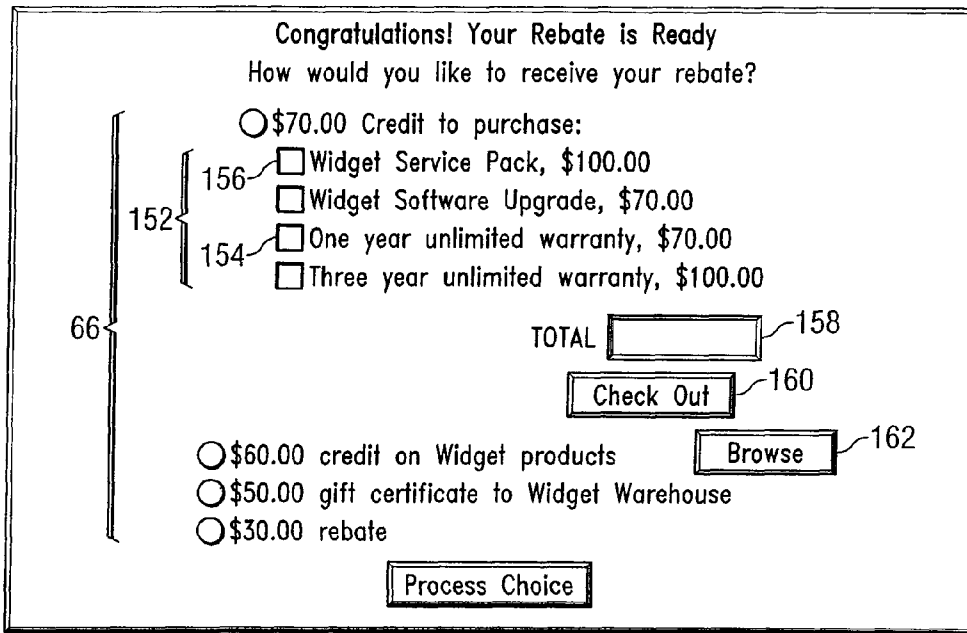 Congratulations! Your Rebate is Ready
How would you like to receive your rebate?
$70.00 Credit to purchase:
156 Widget Service Pack, $100.00
152 Widget Software Upgrade, $70.00
154 One year unlimited warranty, $70.00
Three year unlimited warranty, $100.00
66 TOTAL 158
Check Out 160
$60.00 credit on Widget products Browse 162
$50.00 gift certificate to Widget Warehouse
$30.00 rebate
Process Choice